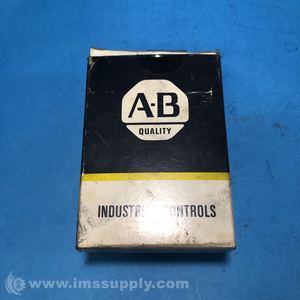 A-B
QUALITY
INDUSTRIAL CONTROLS
© www.imssupply.com